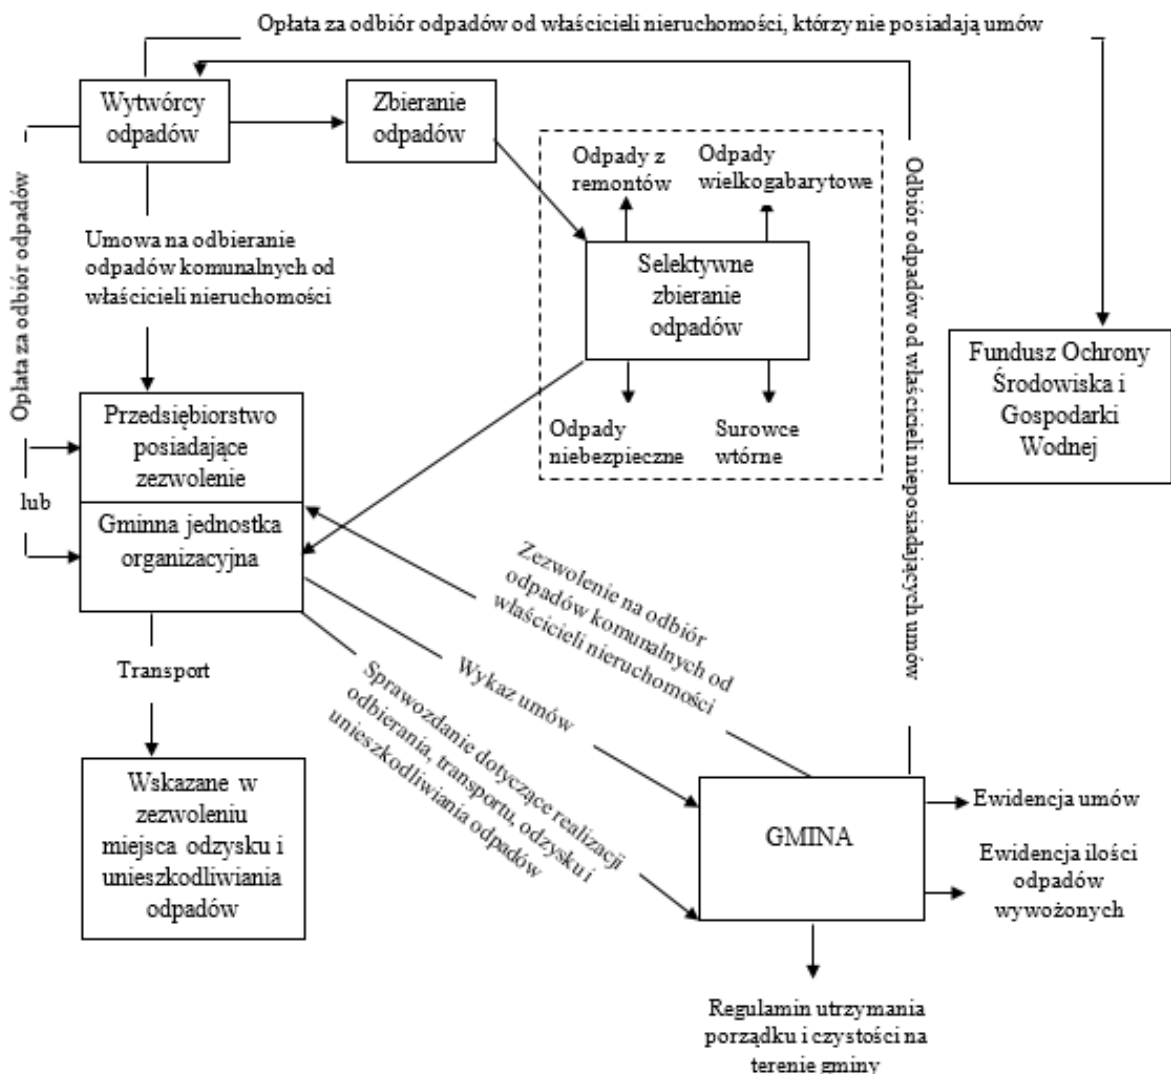 Opłata za odbiór odpadów od właścicieli nieruchomości, którzy nie posiadają umów
Wytwórcy
odpadów
Zbieranie
odpadów
Opłata za odbiór odpadów
Odpady z
remontów
Odpady
wielkogabarytowe
Odbiór odpadów od właścicieli nieposiadających umów
Umowa na odbieranie
odpadów komunalnych od
właścicieli nieruchomości
Selektywne
zbieranie
odpadów
Fundusz Ochrony
Środowiska i
Gospodarki
Wodnej
Przedsiębiorstwo
posiadające
zezwolenie
Odpady
niebezpieczne
Surowce
wtórne
lub
Gminna jednostka
organizacyjna
Zezwolenie na odbiór
odpadów komunalnych od
właścicieli nieruchomości
Transport
Wykaz umów
Sprawozdanie dotyczące realizacji
odbierania, transportu, odzysku i
unieszkodliwiania odpadów
Wskazane w
zezwoleniu
miejsca odzysku i
unieszkodliwiania
odpadów
GMINA
Ewidencja umów
Ewidencja ilości
odpadów
wywożonych
Regulamin utrzymania
porządku i czystości na
terenie gminy